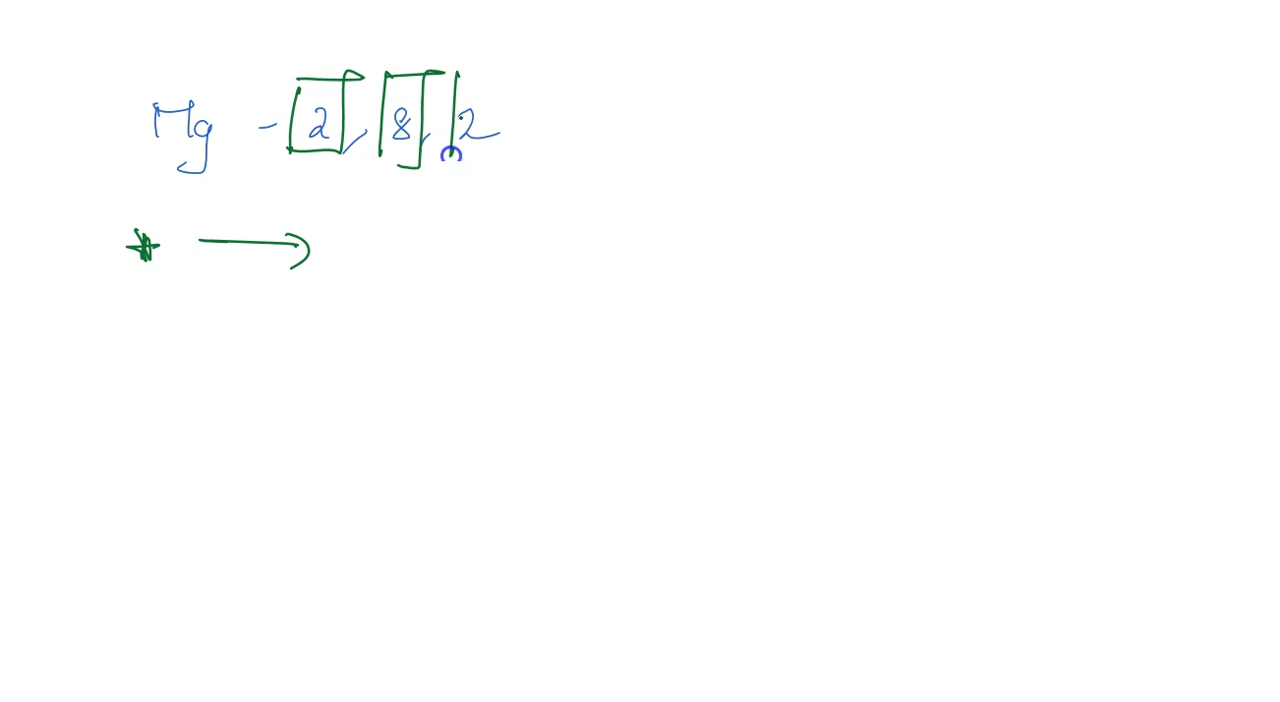 Mg - 2, 8, 2
* →